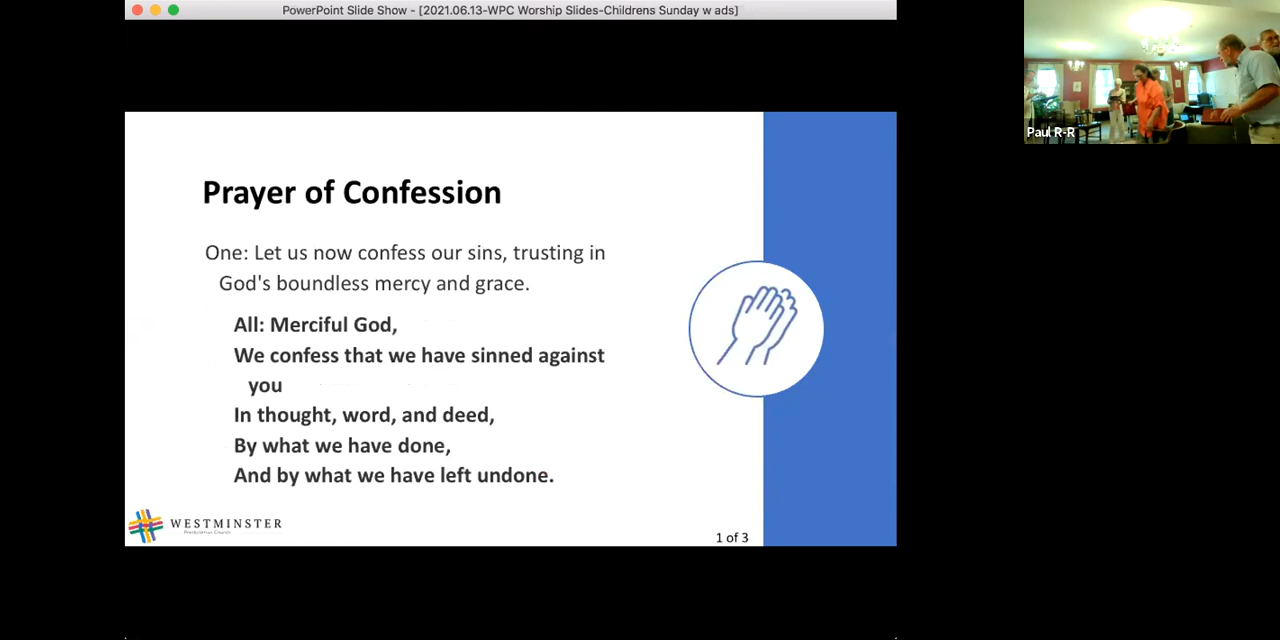 PowerPoint Slide Show - [2021.06.13-WPC Worship Slides-Childrens Sunday w ads]
Paul R-R
Prayer of Confession
One: Let us now confess our sins, trusting in
God's boundless mercy and grace.
All: Merciful God,
We confess that we have sinned against
you
In thought, word, and deed,
By what we have done,
And by what we have left undone.
WESTMINSTER
Presbyterian Church
1 of 3